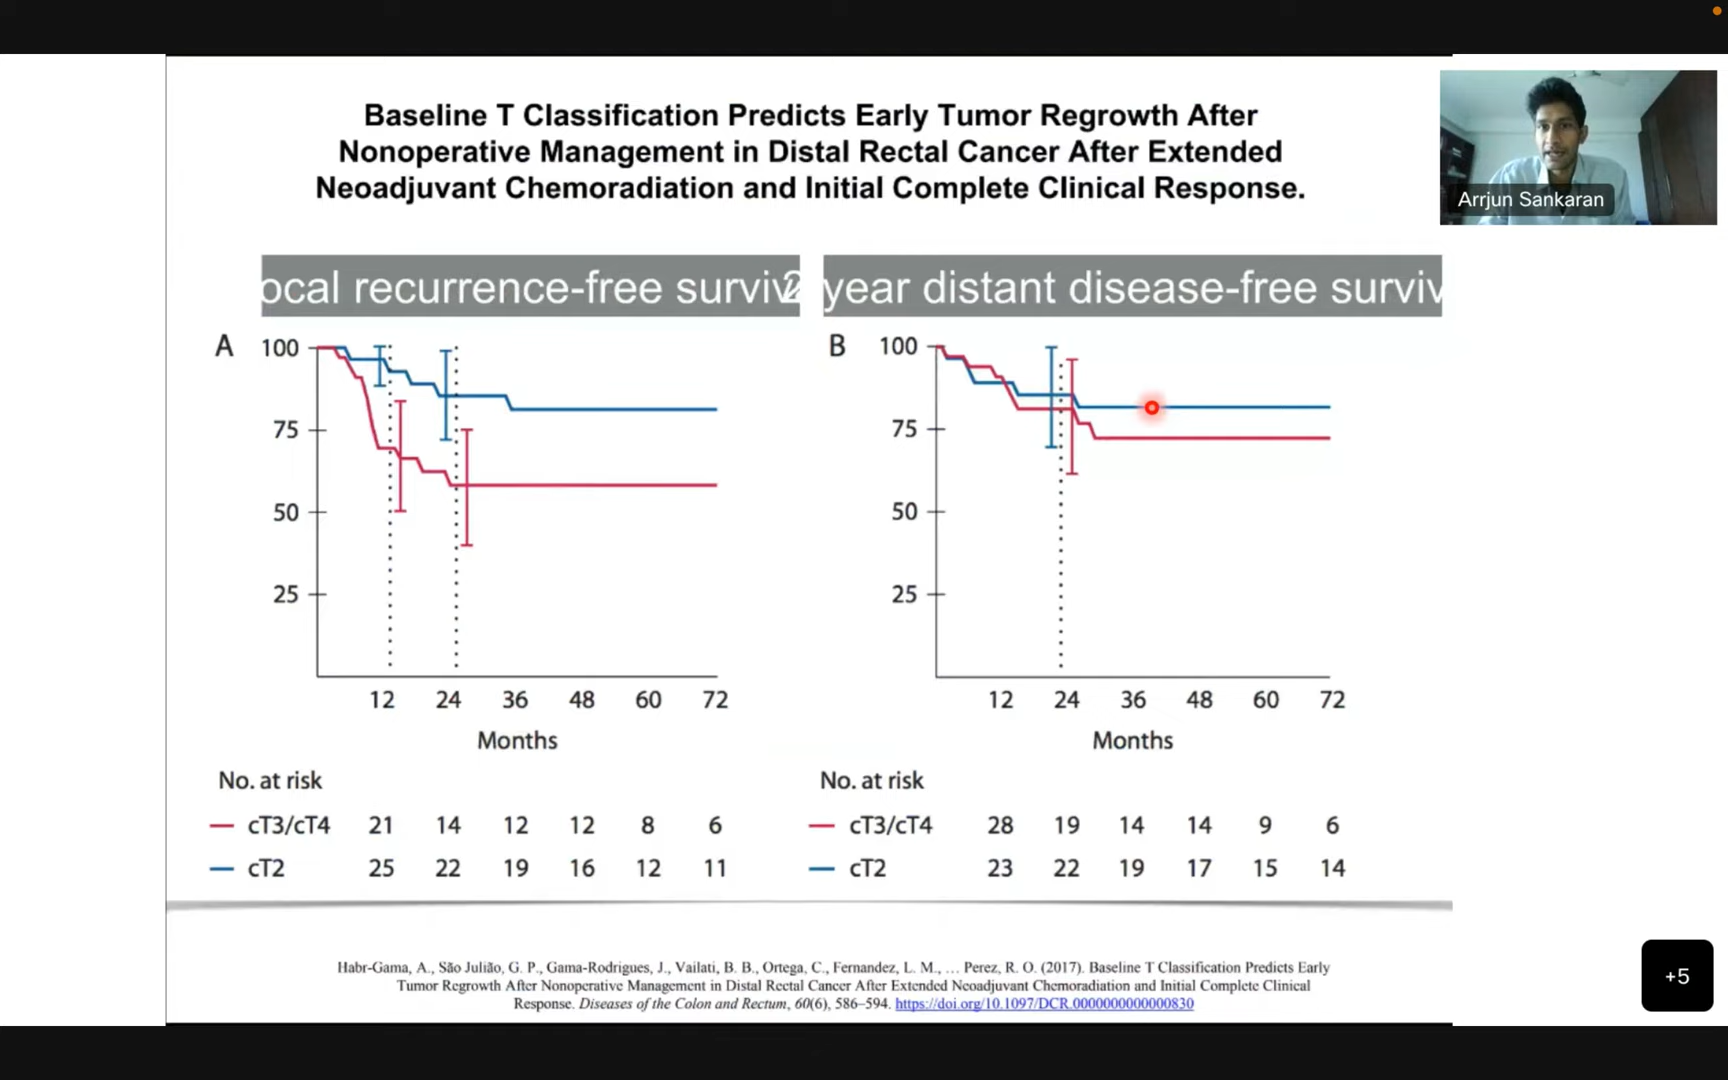 Baseline T Classification Predicts Early Tumor Regrowth After
Nonoperative Management in Distal Rectal Cancer After Extended
Neoadjuvant Chemoradiation and Initial Complete Clinical Response.
Arrjun Sankaran
ocal recurrence-free surviv
2 year distant disease-free surviv
A
100
75
50
25
12 24 36 48 60 72
Months
B
100
75
50
25
12 24 36 48 60 72
Months
No. at risk
cT3/cT4 21 14 12 12 8 6
cT2 25 22 19 16 12 11
No. at risk
cT3/cT4 28 19 14 14 9 6
cT2 23 22 19 17 15 14
Habr-Gama, A., São Julião, G. P., Gama-Rodrigues, J., Vailati, B. B., Ortega, C., Fernandez, L. M., … Perez, R. O. (2017). Baseline T Classification Predicts Early
Tumor Regrowth After Nonoperative Management in Distal Rectal Cancer After Extended Neoadjuvant Chemoradiation and Initial Complete Clinical
Response. Diseases of the Colon and Rectum, 60(6), 586–594. https://doi.org/10.1097/DCR.0000000000000830
+5